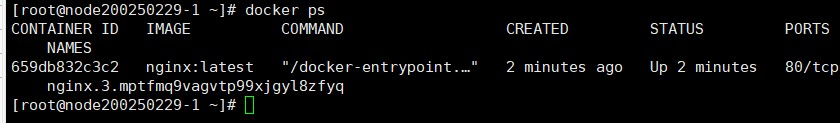 [root@node200250229-1 ~]# docker ps
CONTAINER ID   IMAGE          COMMAND                  CREATED         STATUS         PORTS
    NAMES
659db832c3c2   nginx:latest   "/docker-entrypoint.…"   2 minutes ago   Up 2 minutes   80/tcp
    nginx.3.mptfmq9vagvtp99xjgyl8zfyq
[root@node200250229-1 ~]#